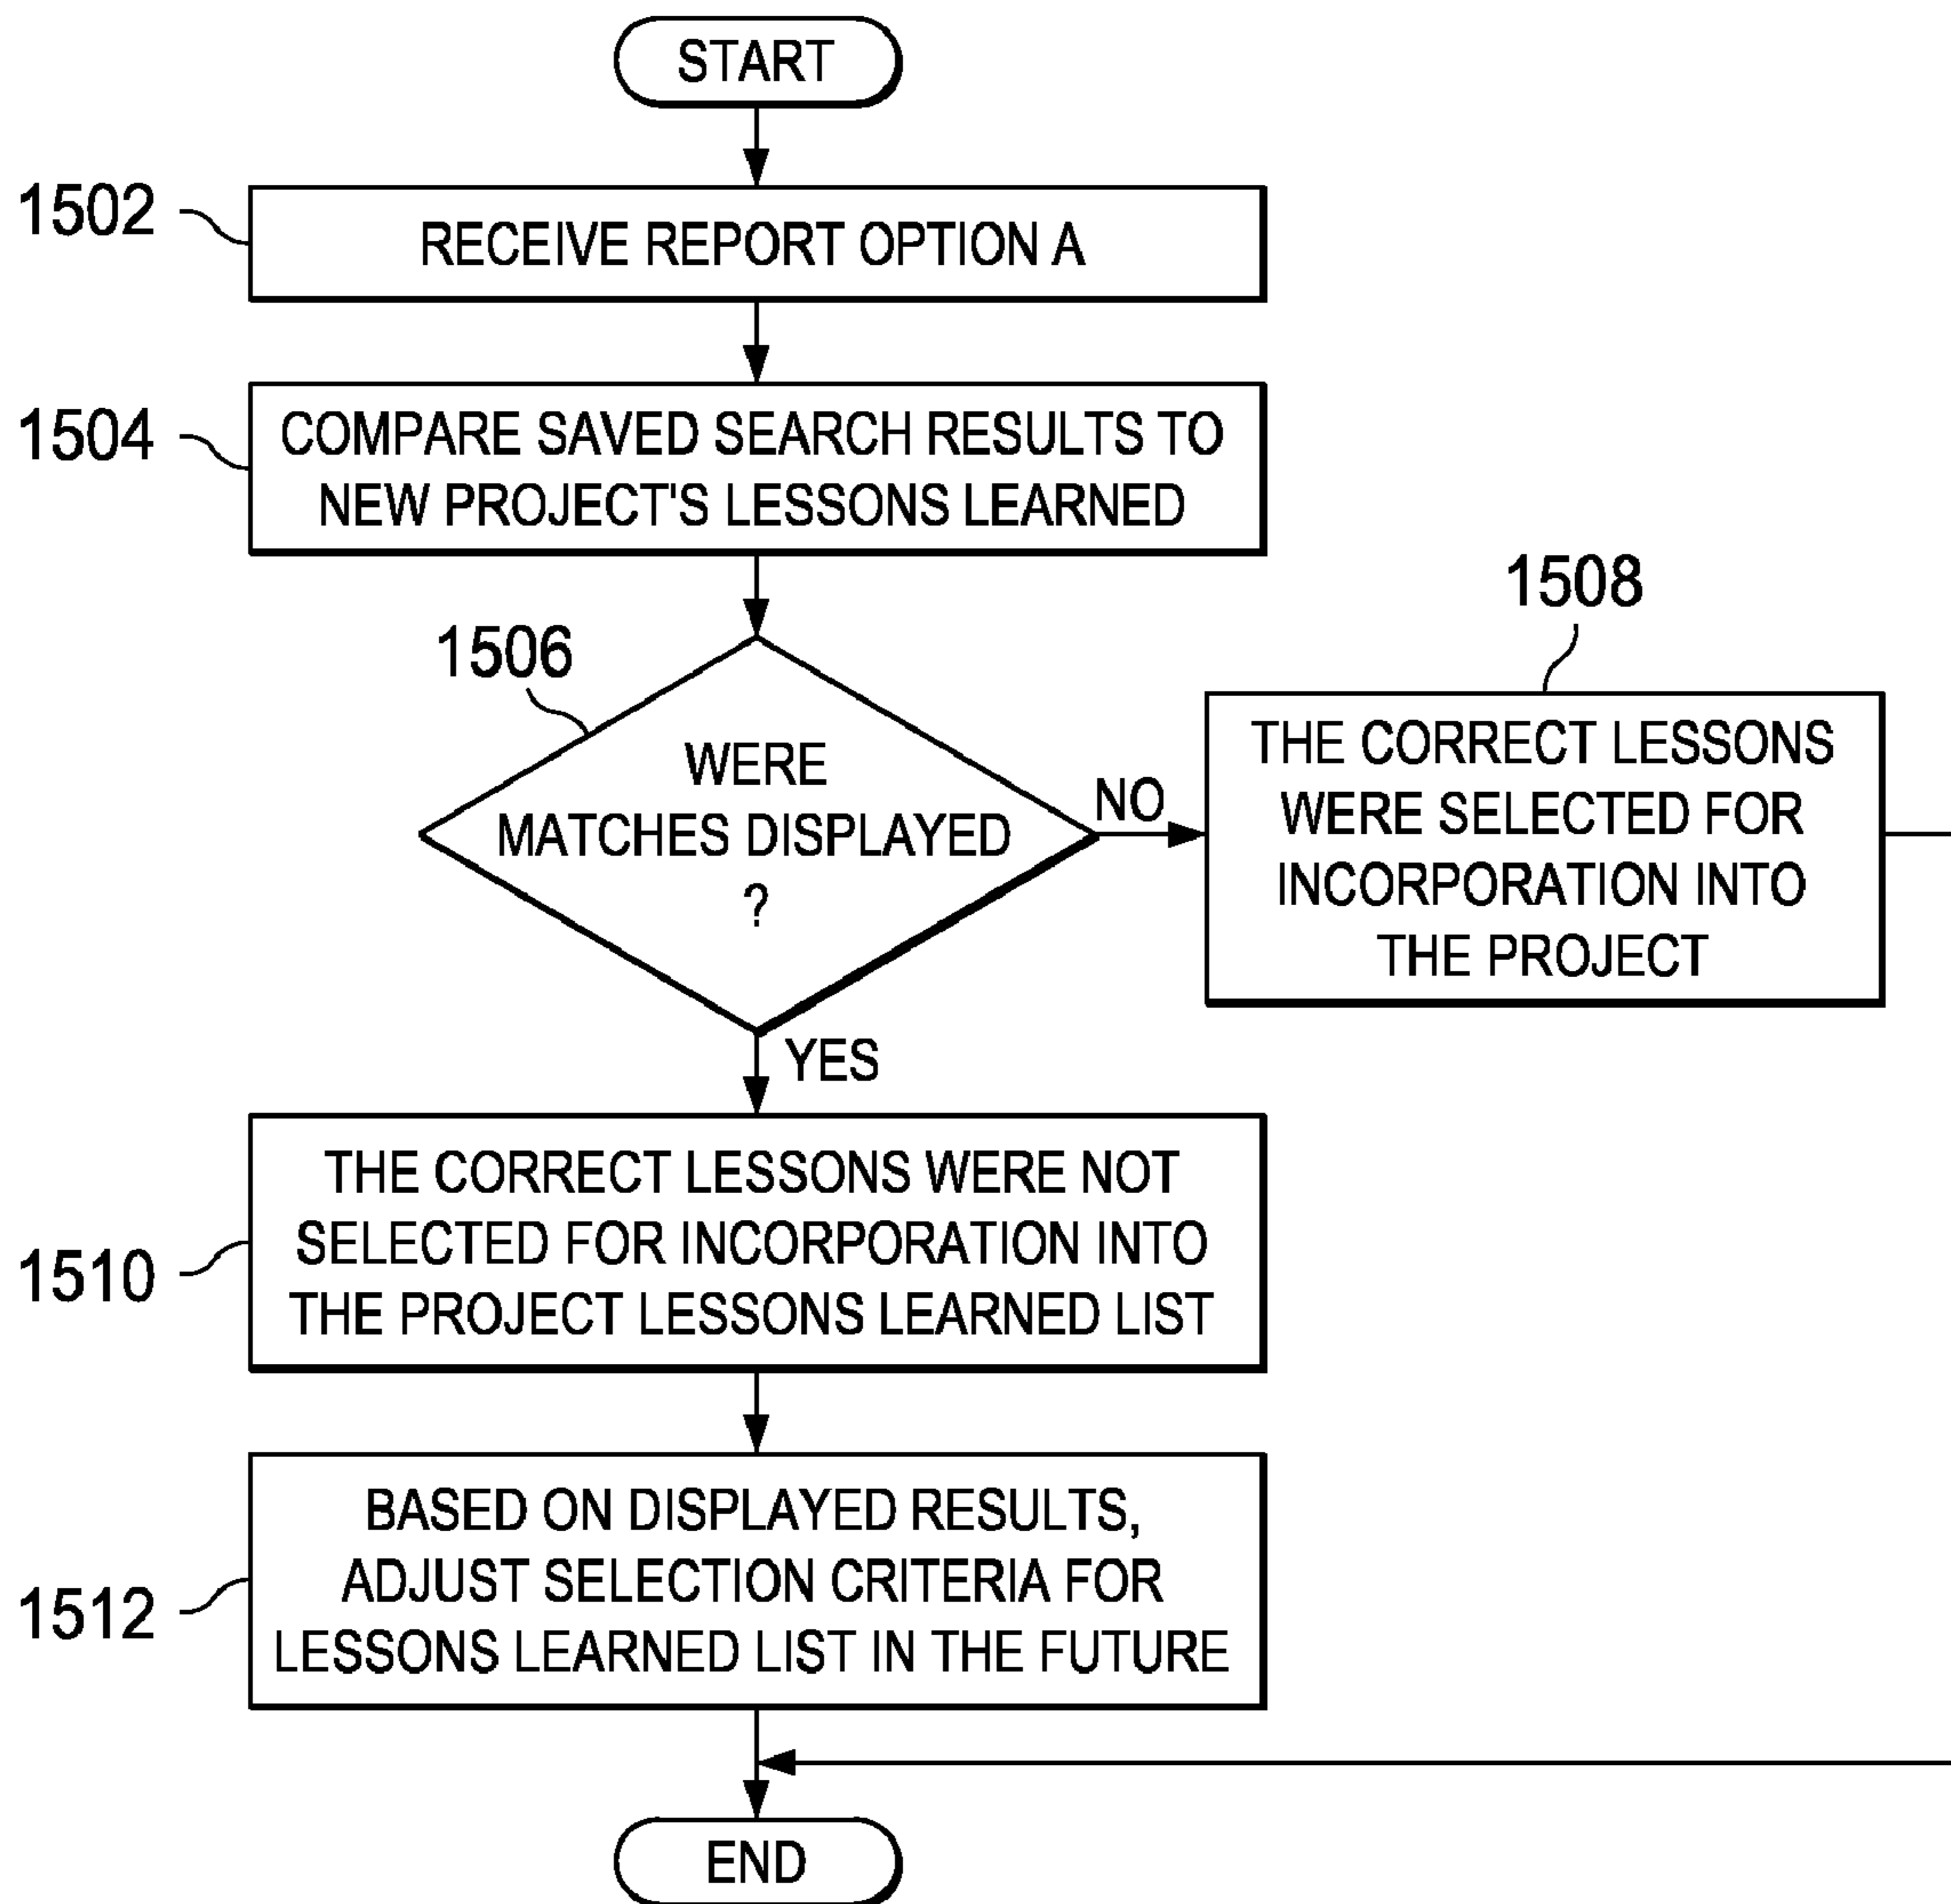 START
1502
RECEIVE REPORT OPTION A
1504
COMPARE SAVED SEARCH RESULTS TO
NEW PROJECT'S LESSONS LEARNED
1506
WERE
MATCHES DISPLAYED
?
NO
1508
THE CORRECT LESSONS
WERE SELECTED FOR
INCORPORATION INTO
THE PROJECT
YES
1510
THE CORRECT LESSONS WERE NOT
SELECTED FOR INCORPORATION INTO
THE PROJECT LESSONS LEARNED LIST
1512
BASED ON DISPLAYED RESULTS,
ADJUST SELECTION CRITERIA FOR
LESSONS LEARNED LIST IN THE FUTURE
END